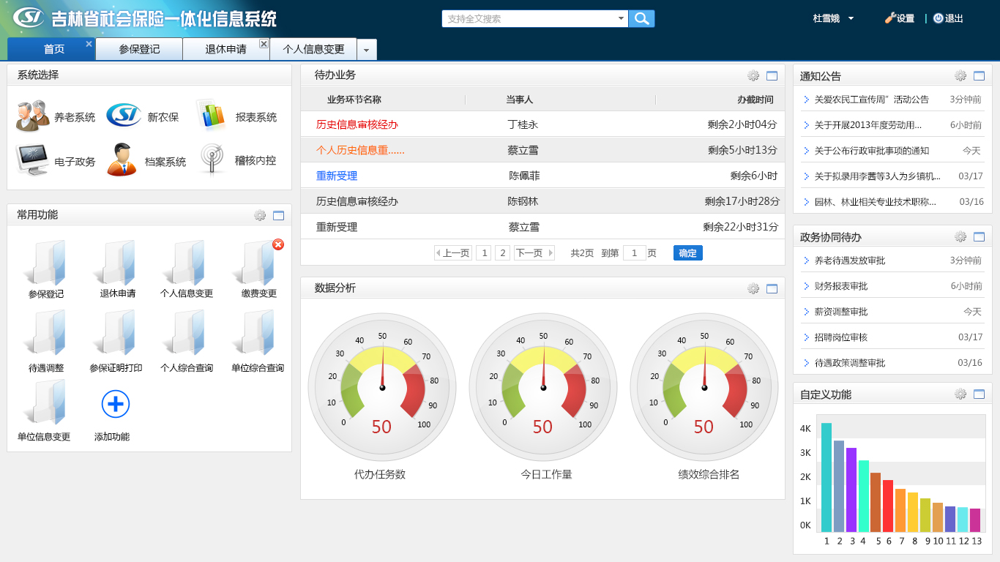 SI 吉林省社会保险一体化信息系统
支持全文搜索
杜雪娥 设置 | 退出
首页 参保登记 退休申请 个人信息变更
系统选择
养老系统 SI 新农保 报表系统
电子政务 档案系统 稽核内控
常用功能
参保登记 退休申请 个人信息变更 缴费变更
待遇调整 参保证明打印 个人综合查询 单位综合查询
单位信息变更 添加功能
待办业务
业务环节名称 当事人 办截时间
历史信息审核经办 丁桂永 剩余2小时04分
个人历史信息重...... 蔡立雪 剩余5小时13分
重新受理 陈佩菲 剩余6小时
历史信息审核经办 陈钢林 剩余17小时28分
重新受理 蔡立雪 剩余22小时31分
上一页 1 2 下一页 共2页 到第 1 页 确定
数据分析
0 10 20 30 40 50 60 70 80 90 100
50
代办任务数
0 10 20 30 40 50 60 70 80 90 100
50
今日工作量
0 10 20 30 40 50 60 70 80 90 100
50
绩效综合排名
通知公告
关爱农民工宣传周”活动公告 3分钟前
关于开展2013年度劳动用... 6小时前
关于公布行政审批事项的通知 今天
关于拟录用李茜等3人为乡镇机... 03/17
园林、林业相关专业技术职称... 03/16
政务协同待办
养老待遇发放审批 3分钟前
财务报表审批 6小时前
薪资调整审批 今天
招聘岗位审核 03/17
待遇政策调整审批 03/16
自定义功能
4K
3K
2K
1K
0K
1 2 3 4 5 6 7 8 9 10 11 12 13